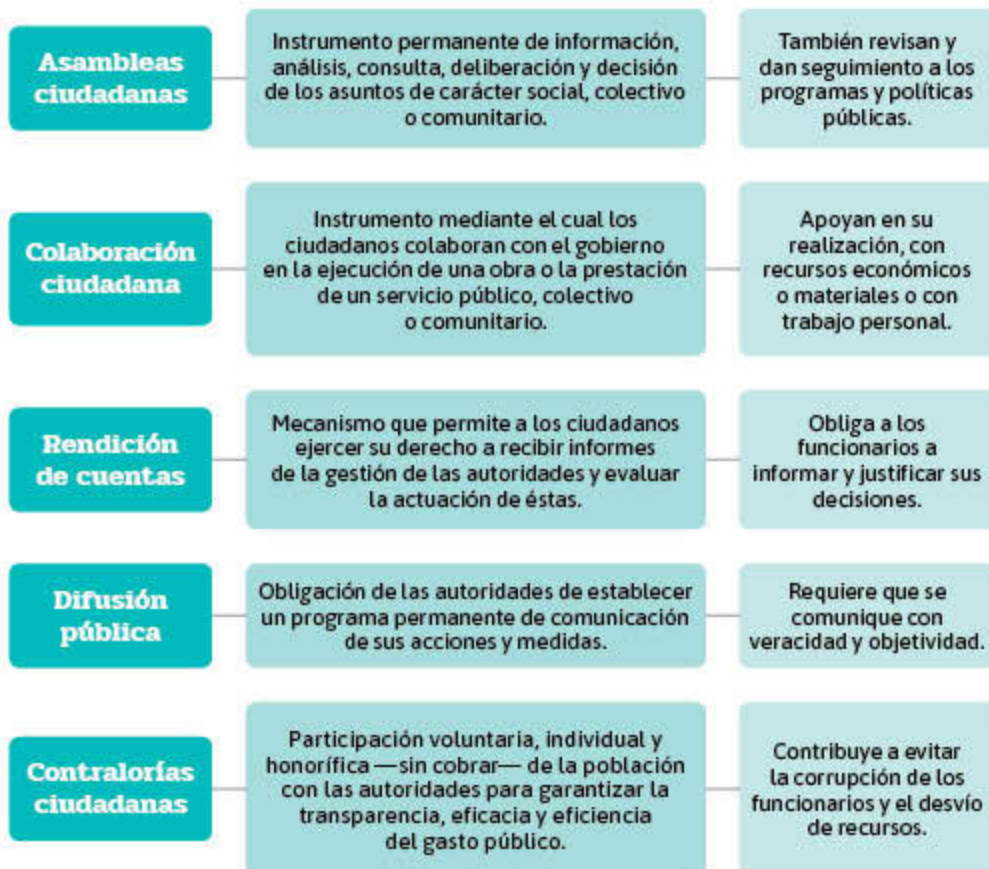 Asambleas
ciudadanas
Instrumento permanente de información,
análisis, consulta, deliberación y decisión
de los asuntos de carácter social, colectivo
o comunitario.
También revisan y
dan seguimiento a los
programas y políticas
públicas.
Colaboración
ciudadana
Instrumento mediante el cual los
ciudadanos colaboran con el gobierno
en la ejecución de una obra o la prestación
de un servicio público, colectivo
o comunitario.
Apoyan en su
realización, con
recursos económicos
o materiales o con
trabajo personal.
Rendición
de cuentas
Mecanismo que permite a los ciudadanos
ejercer su derecho a recibir informes
de la gestión de las autoridades y evaluar
la actuación de éstas.
Obliga a los
funcionarios a
informar y justificar sus
decisiones.
Difusión
pública
Obligación de las autoridades de establecer
un programa permanente de comunicación
de sus acciones y medidas.
Requiere que se
comunique con
veracidad y objetividad.
Contralorías
ciudadanas
Participación voluntaria, individual y
honorífica —sin cobrar— de la población
con las autoridades para garantizar la
transparencia, eficacia y eficiencia
del gasto público.
Contribuye a evitar
la corrupción de los
funcionarios y el desvío
de recursos.